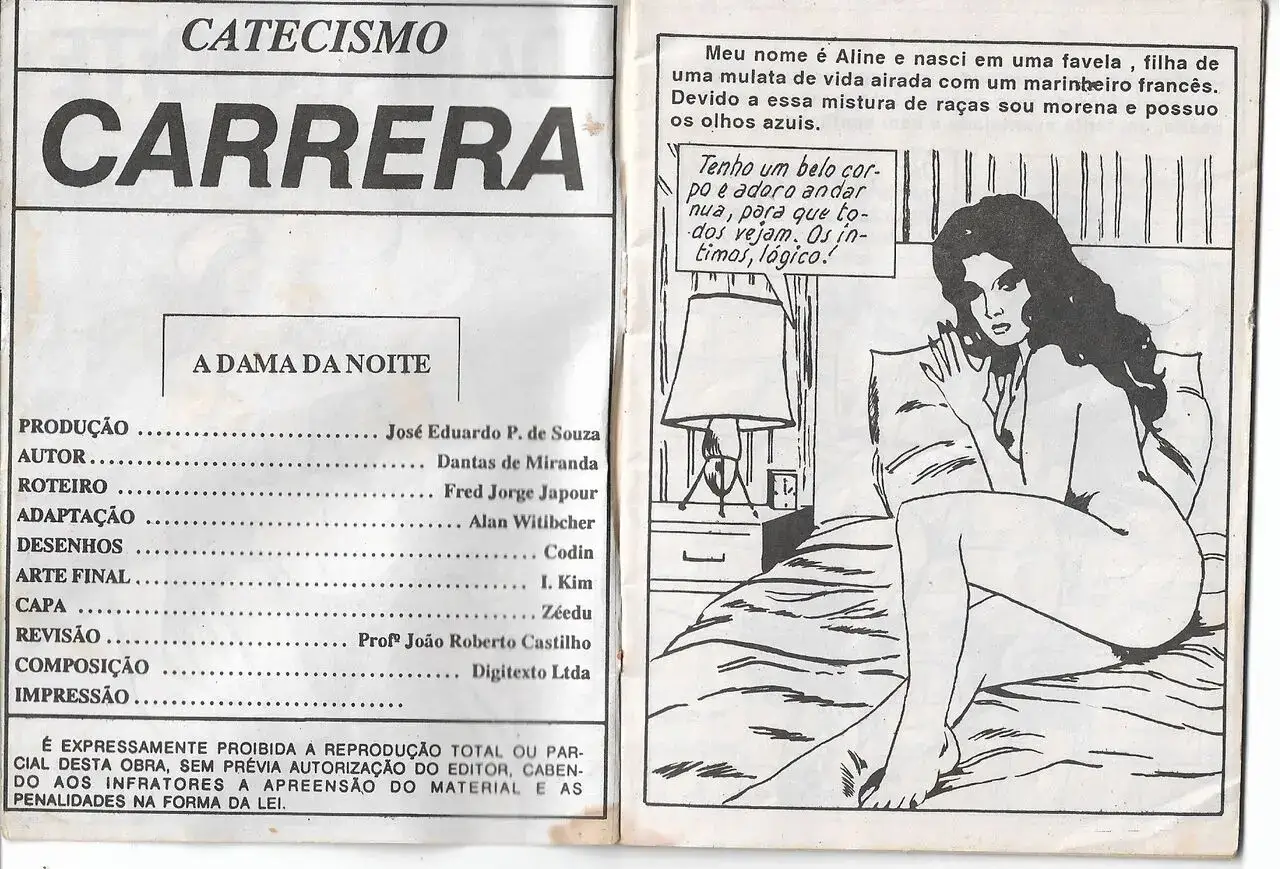 CATECISMO
CARRERA
A DAMA DA NOITE
PRODUÇÃO ........................... José Eduardo P. de Souza
AUTOR..................................... Dantas de Miranda
ROTEIRO ................................... Fred Jorge Japour
ADAPTAÇÃO ................................... Alan Witibcher
DESENHOS ............................................. Codin
ARTE FINAL............................................ I. Kim
CAPA ................................................... Zéedu
REVISÃO........................... Profº João Roberto Castilho
COMPOSIÇÃO ................................. Digitexto Ltda
IMPRESSÃO..............................
É EXPRESSAMENTE PROIBIDA A REPRODUÇÃO TOTAL OU PAR-
CIAL DESTA OBRA, SEM PRÉVIA AUTORIZAÇÃO DO EDITOR, CABEN-
DO AOS INFRATORES A APREENSÃO DO MATERIAL E AS
PENALIDADES NA FORMA DA LEI.
Meu nome é Aline e nasci em uma favela , filha de
uma mulata de vida airada com um marinheiro francês.
Devido a essa mistura de raças sou morena e possuo
os olhos azuis.
Tenho um belo cor-
po e adoro andar
nua, para que to-
dos vejam. Os ín-
timos, lógico!